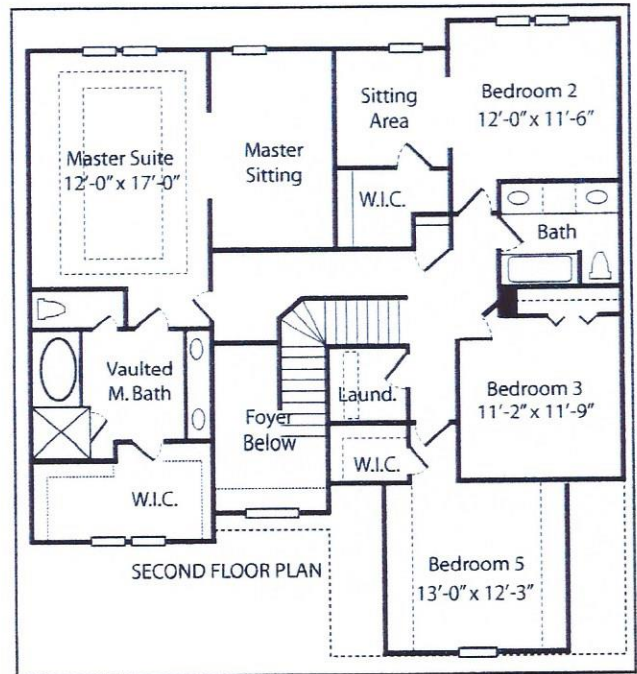 Master Suite
12'-0" x 17'-0"
Master
Sitting
Sitting
Area
Bedroom 2
12'-0" x 11'-6"
W.I.C.
Bath
Vaulted
M. Bath
Foyer
Below
Laund.
Bedroom 3
11'-2" x 11'-9"
W.I.C.
W.I.C.
SECOND FLOOR PLAN
Bedroom 5
13'-0" x 12'-3"